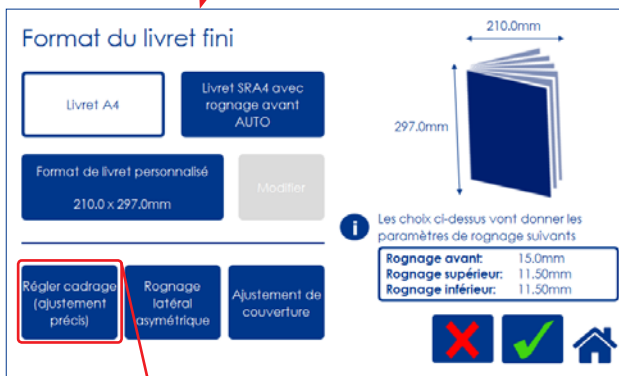 Format du livret fini
210.0mm
Livret A4
Livret SRA4 avec
rognage avant
AUTO
297.0mm
Format de livret personnalisé
210.0 x 297.0mm
Modifier
i
Les choix ci-dessus vont donner les
paramètres de rognage suivants
Rognage avant: 15.0mm
Rognage supérieur: 11.50mm
Rognage inférieur: 11.50mm
Régler cadrage
(ajustement
précis)
Rognage
latéral
asymétrique
Ajustement de
couverture